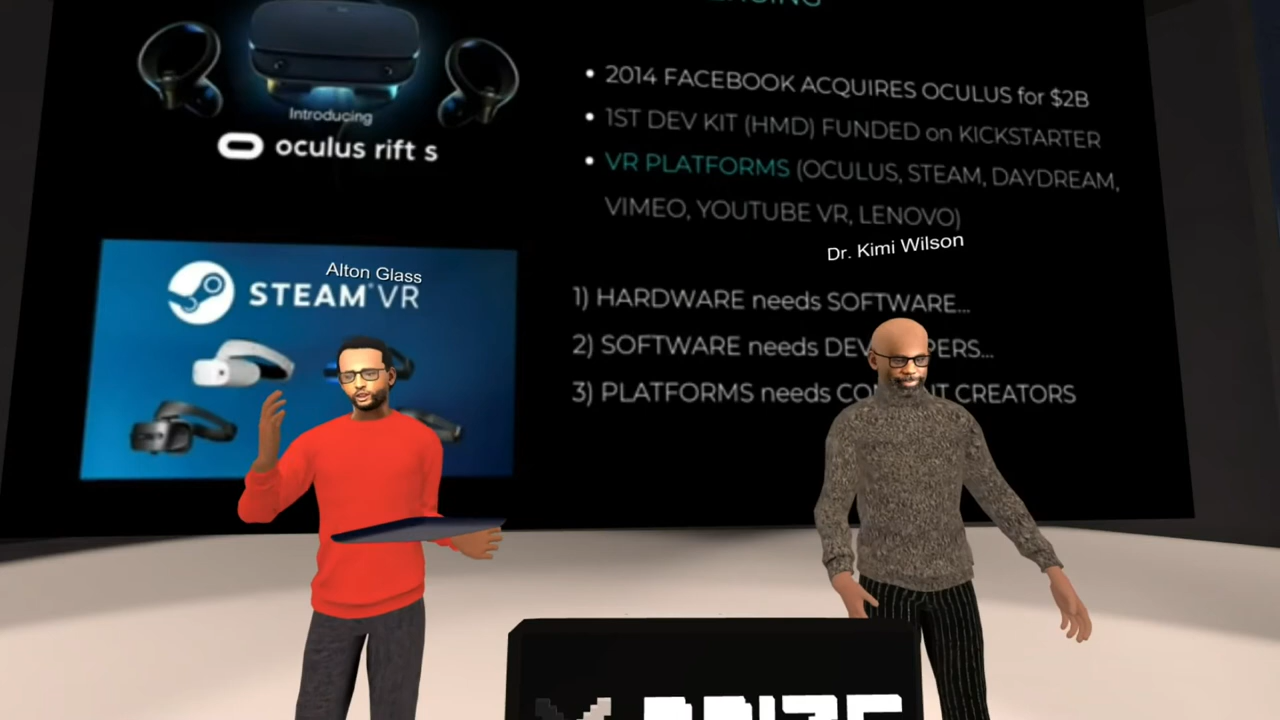 Introducing
oculus rift s
• 2014 FACEBOOK ACQUIRES OCULUS for $2B
• 1ST DEV KIT (HMD) FUNDED on KICKSTARTER
• VR PLATFORMS (OCULUS, STEAM, DAYDREAM,
VIMEO, YOUTUBE VR, LENOVO)
Dr. Kimi Wilson
Alton Glass
STEAM VR
1) HARDWARE needs SOFTWARE...
2) SOFTWARE needs
3) PLATFORMS needs CREATORS